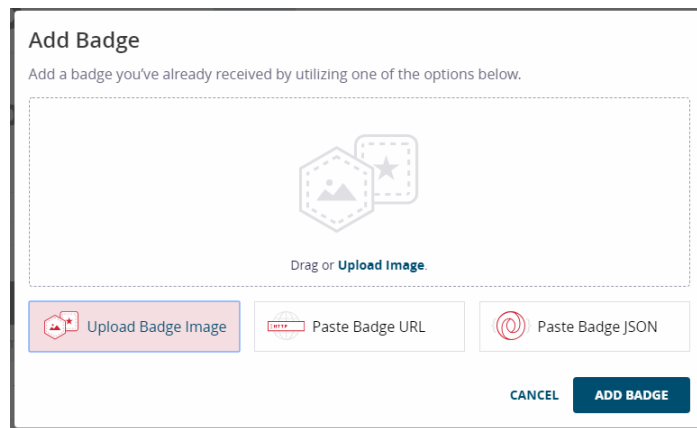 Add Badge
Add a badge you've already received by utilizing one of the options below.
Drag or Upload Image.
Upload Badge Image
HTTP
Paste Badge URL
Paste Badge JSON
CANCEL
ADD BADGE